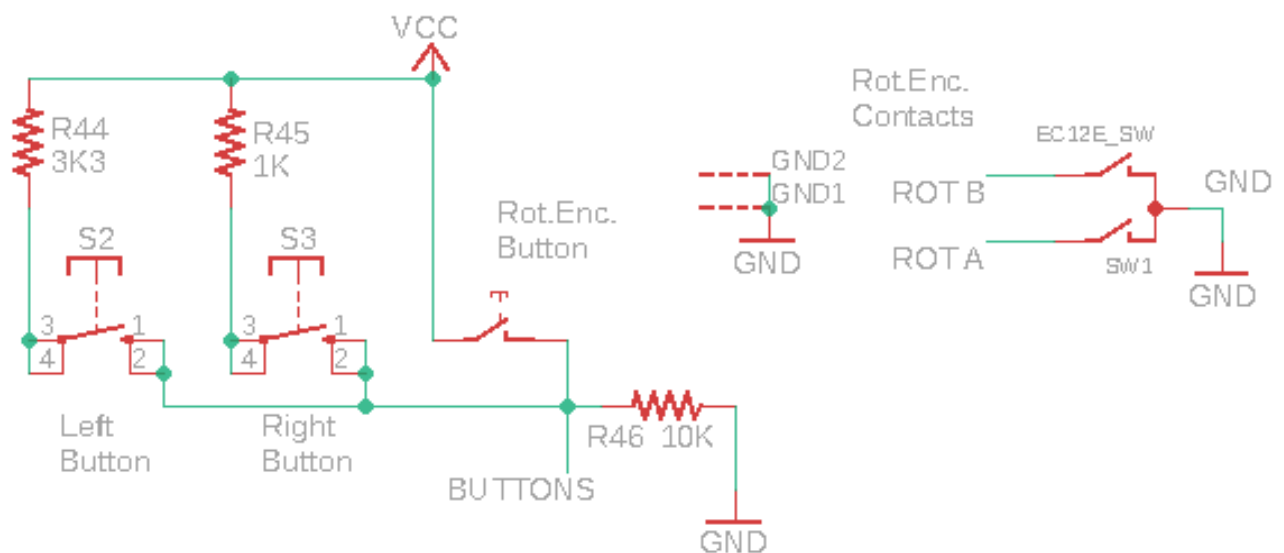 VCC
R44
3K3
R45
1K
S2
S3
3
1
4
2
3
1
4
2
Left
Button
Right
Button
Rot.Enc.
Button
BUTTONS
R46 10K
GND
GND2
GND1
GND
Rot.Enc.
Contacts
EC12E_SW
ROT B
GND
ROT A
SW1
GND